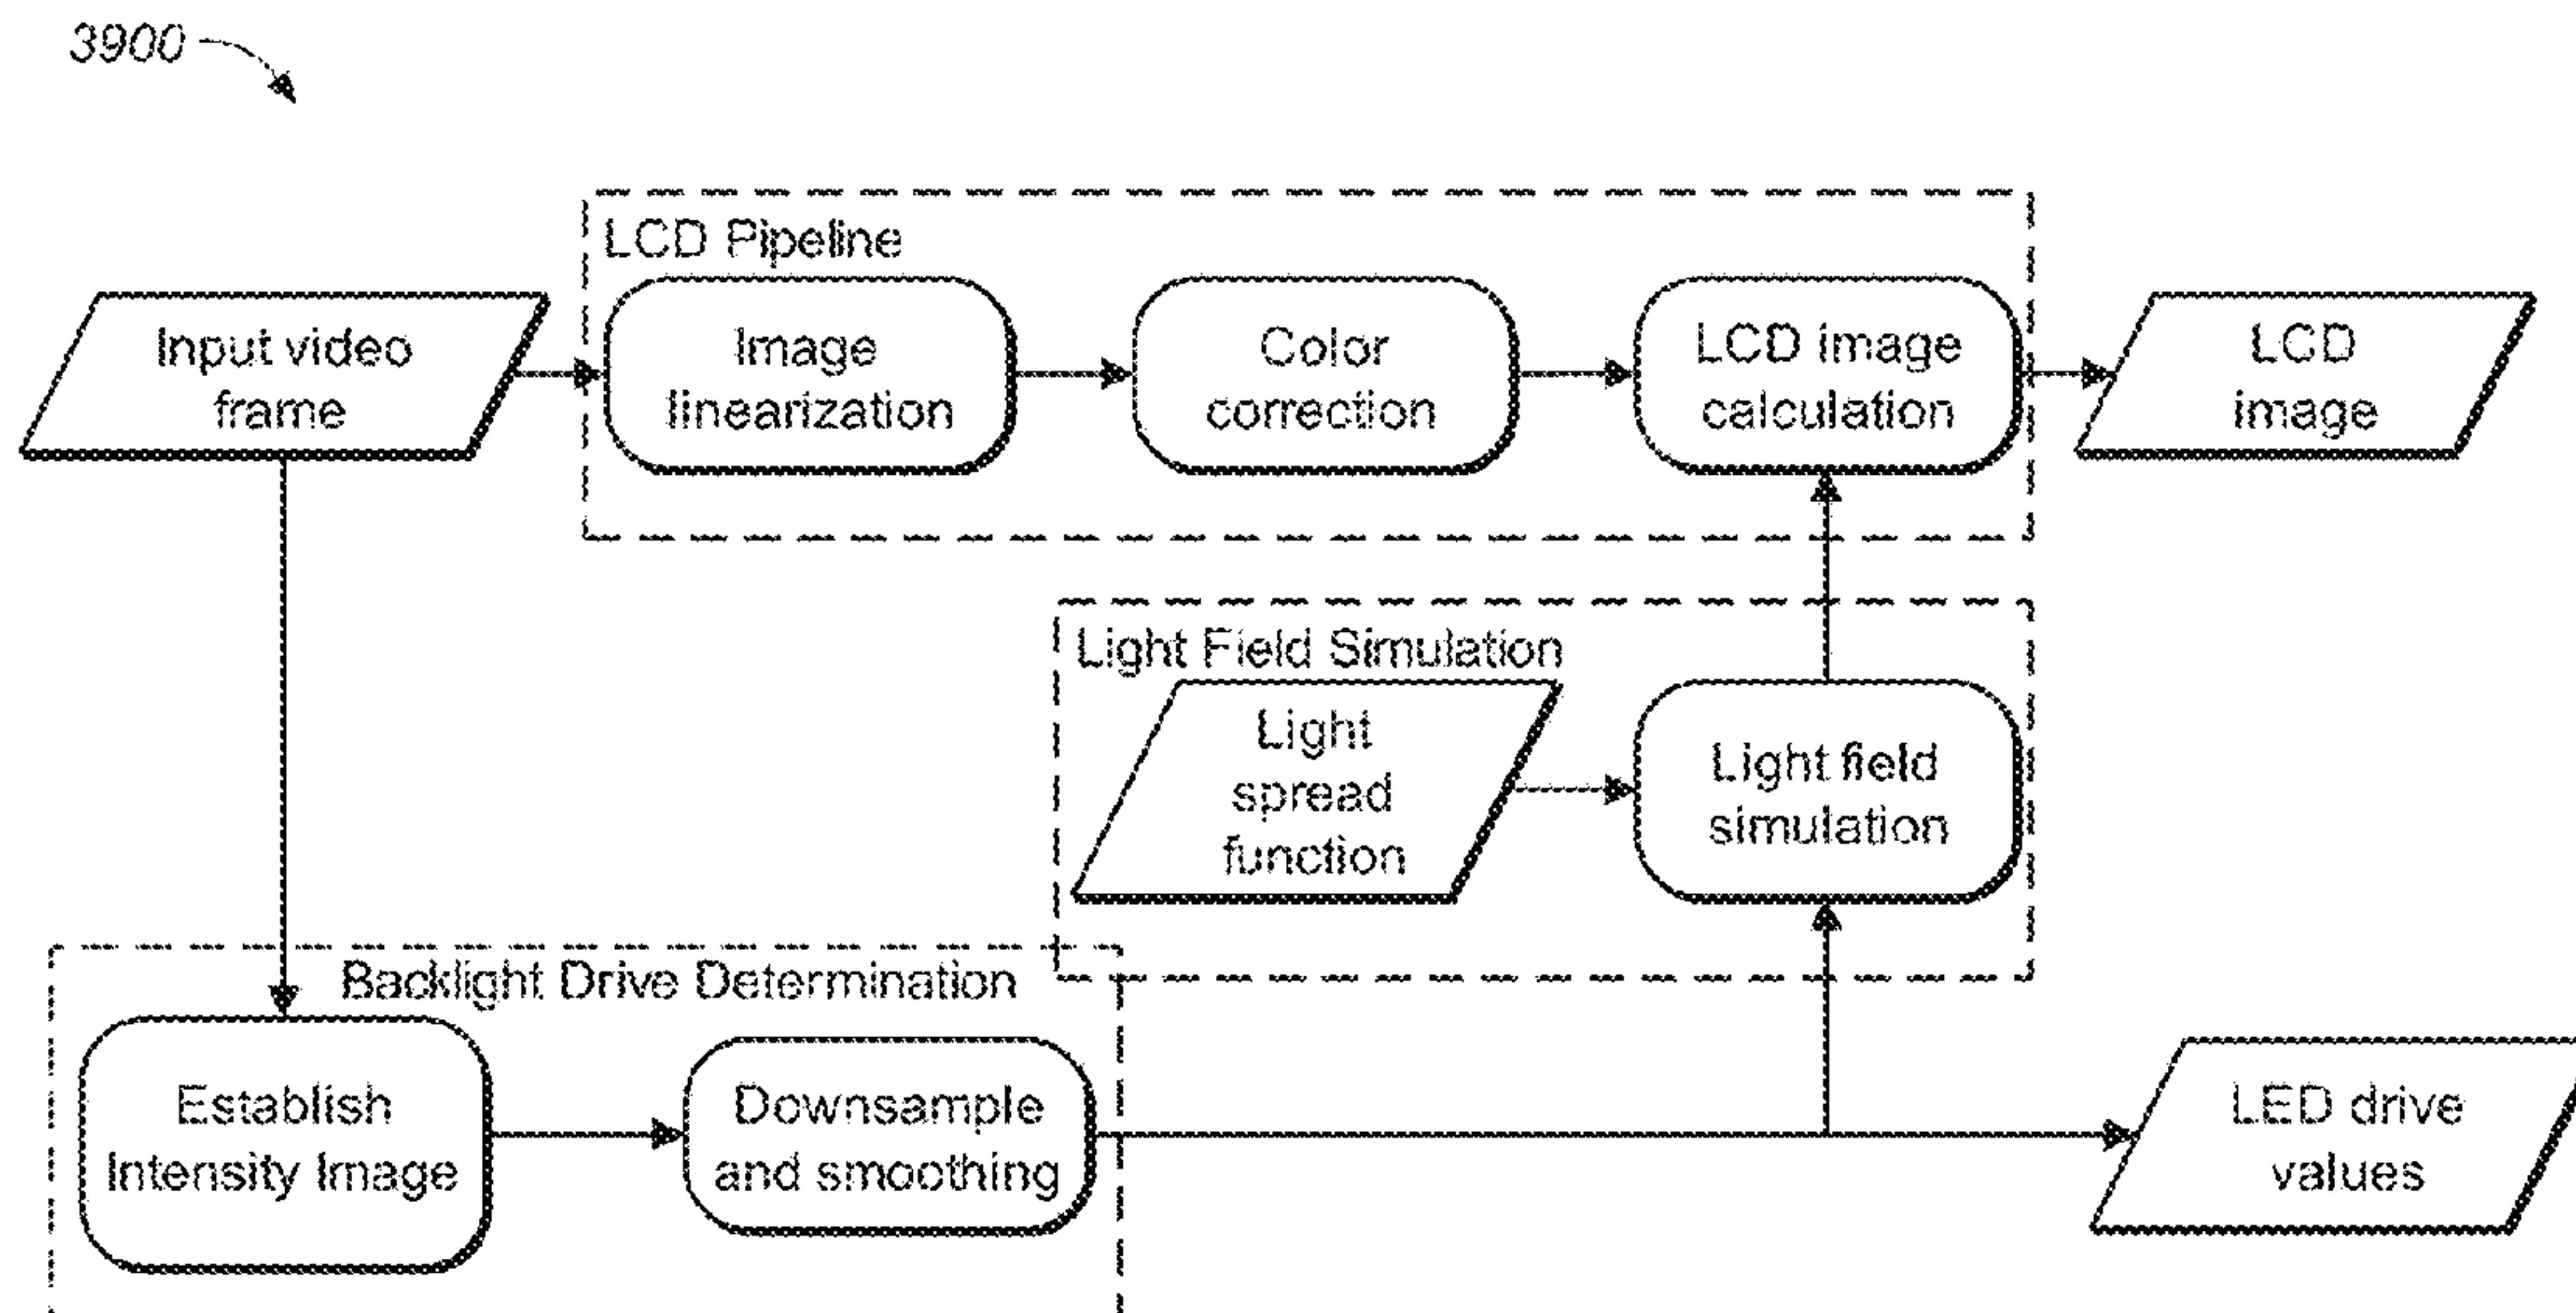 3900
LCD Pipeline
Input video
frame
Image
linearization
Color
correction
LCD image
calculation
LCD
image
Light Field Simulation
Light
spread
function
Light field
simulation
Backlight Drive Determination
Establish
Intensity Image
Downsample
and smoothing
LED drive
values